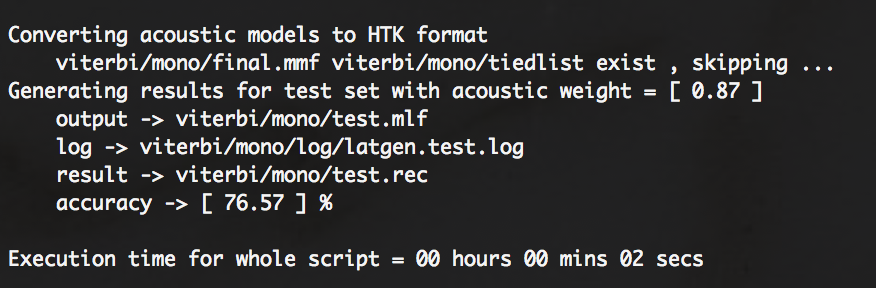 Converting acoustic models to HTK format
viterbi/mono/final.mmf viterbi/mono/tiedlist exist , skipping ...
Generating results for test set with acoustic weight = [ 0.87 ]
output -> viterbi/mono/test.mlf
log -> viterbi/mono/log/latgen.test.log
result -> viterbi/mono/test.rec
accuracy -> [ 76.57 ] %
Execution time for whole script = 00 hours 00 mins 02 secs